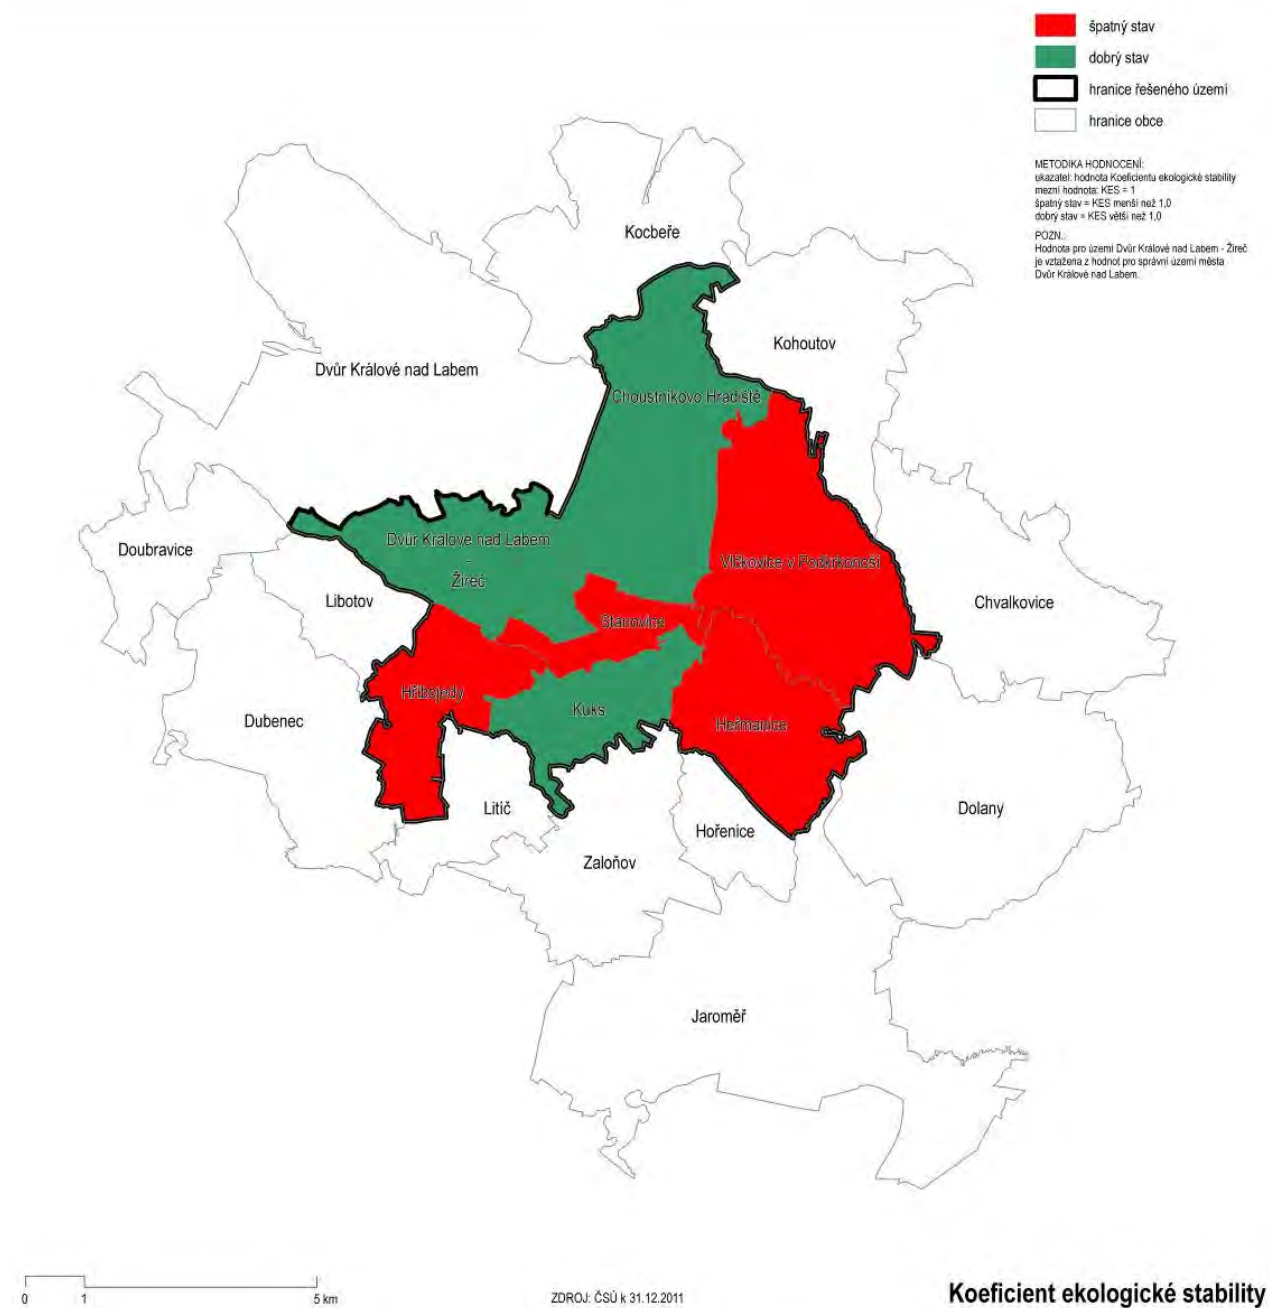 špatný stav
dobrý stav
hranice řešeného území
hranice obce
METODIKA HODNOCENÍ:
ukazatel: hodnota Koeficientu ekologické stability
mezní hodnota: KES = 1
špatný stav = KES menší než 1,0
dobrý stav = KES větší než 1,0
POZN.:
Hodnota pro území Dvůr Králové nad Labem - Žireč
je vztažena z hodnot pro správní území města
Dvůr Králové nad Labem.
Kocbeře
Kohoutov
Dvůr Králové nad Labem
Choustníkovo Hradiště
Dvůr Králové nad Labem
-
Žireč
Doubravice
Vlčkovice v Podkrkonoší
Libotov
Chvalkovice
Stanovice
Hřibojedy
Kuks
Dubenec
Heřmanice
Litíč
Dolany
Hořenice
Zaloňov
Jaroměř
0 1 5 km
ZDROJ: ČSÚ k 31.12.2011
Koeficient ekologické stability